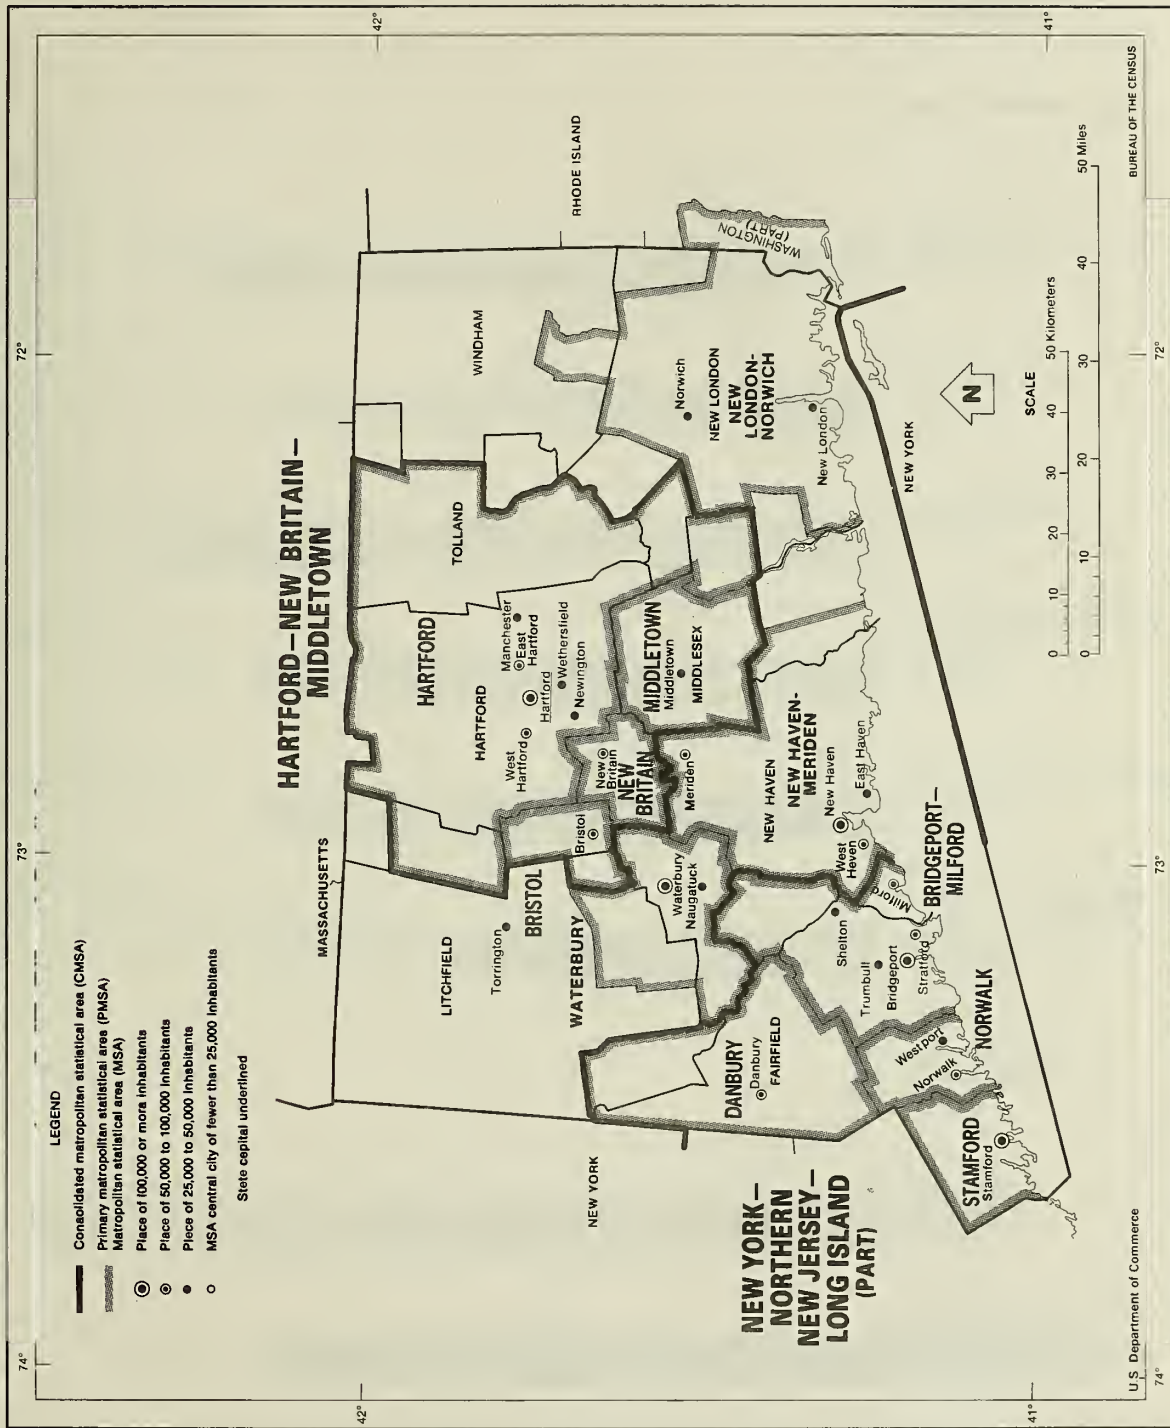 74°
73°
72°
LEGEND
Consolidated metropolitan statistical area (CMSA)
Primary metropolitan statistical area (PMSA)
Metropolitan statistical area (MSA)
Place of 100,000 or more inhabitants
Place of 50,000 to 100,000 inhabitants
Place of 25,000 to 50,000 inhabitants
MSA central city of fewer than 25,000 inhabitants
State capital underlined
HARTFORD–NEW BRITAIN–
MIDDLETOWN
MASSACHUSETTS
42°
42°
LITCHFIELD
Torrington
BRISTOL
Bristol
WATERBURY
HARTFORD
HARTFORD
West
Hartford
Hartford
Manchester
East
Hartford
Wethersfield
Newington
TOLLAND
WINDHAM
RHODE ISLAND
NEW YORK
New
Britain
NEW
BRITAIN
MIDDLETOWN
Middletown
MIDDLESEX
Meriden
Waterbury
Naugatuck
Norwich
NEW LONDON
NEW
LONDON-
NORWICH
New London
WASHINGTON
(PART)
DANBURY
Danbury
FAIRFIELD
NEW HAVEN
NEW HAVEN-
MERIDEN
New Haven
West
Haven
East Haven
Shelton
Trumbull
Bridgeport
Stratford
Milford
BRIDGEPORT–
MILFORD
Westport
Norwalk
NORWALK
STAMFORD
Stamford
NEW YORK–
NORTHERN
NEW JERSEY–
LONG ISLAND
(PART)
NEW YORK
N
SCALE
0 10 20 30 40 50 Kilometers
0 10 20 30 40 50 Miles
41°
41°
U.S. Department of Commerce
BUREAU OF THE CENSUS
74°
73°
72°